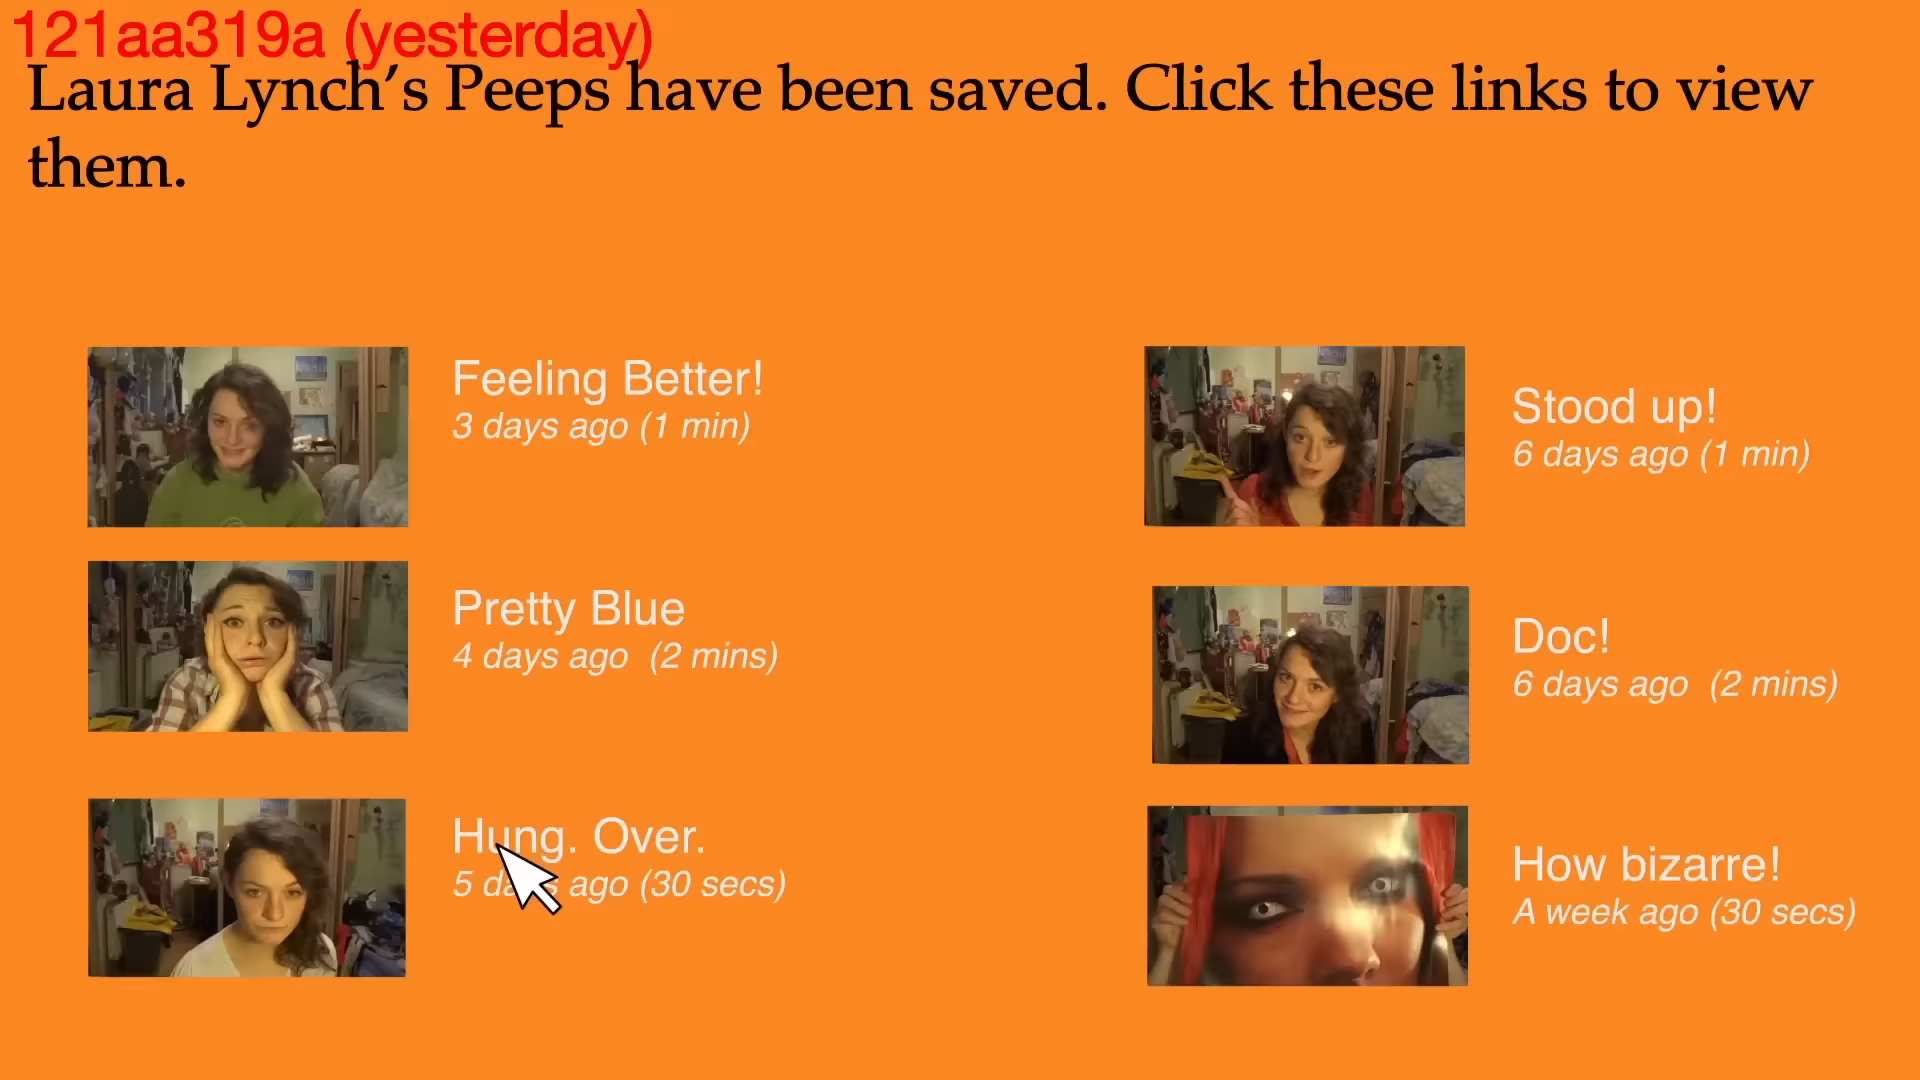 121aa319a (yesterday)
Laura Lynch’s Peeps have been saved. Click these links to view
them.
Feeling Better!
3 days ago (1 min)
Pretty Blue
4 days ago (2 mins)
Hung. Over.
5 days ago (30 secs)
Stood up!
6 days ago (1 min)
Doc!
6 days ago (2 mins)
How bizarre!
A week ago (30 secs)